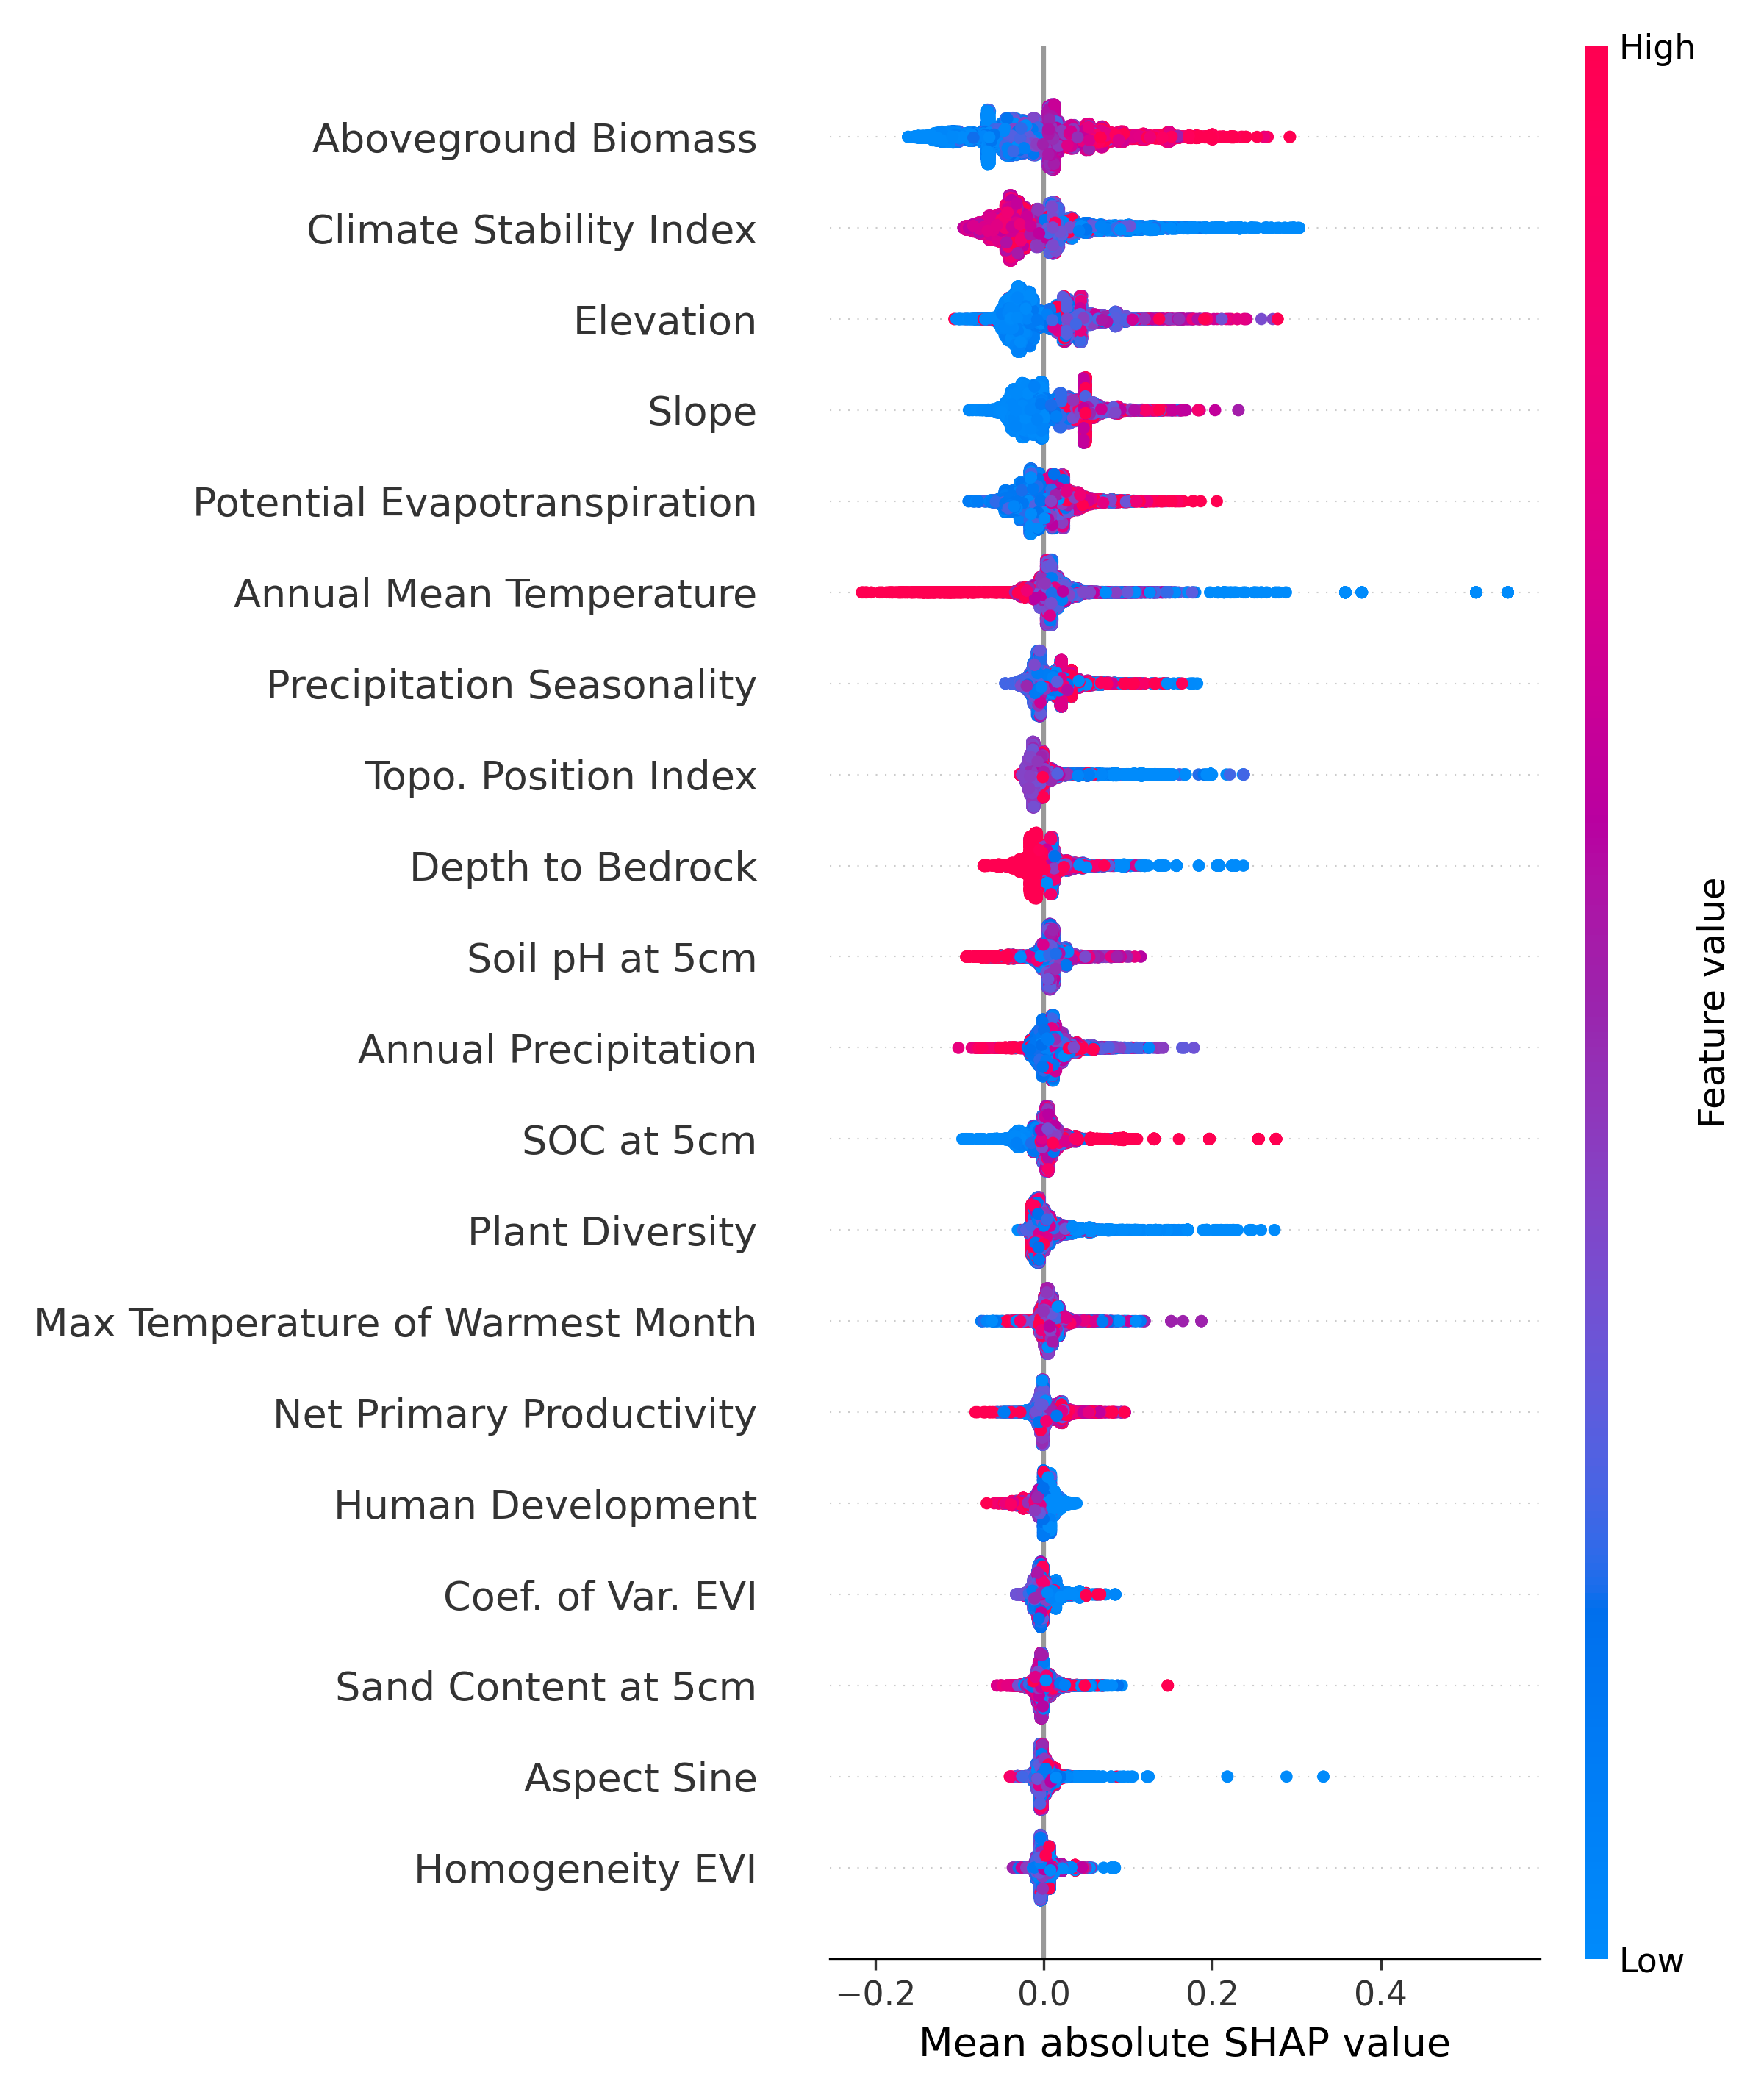 High
Aboveground Biomass
Climate Stability Index
Elevation
Slope
Potential Evapotranspiration
Annual Mean Temperature
Precipitation Seasonality
Topo. Position Index
Depth to Bedrock
Soil pH at 5cm
Annual Precipitation
SOC at 5cm
Plant Diversity
Max Temperature of Warmest Month
Net Primary Productivity
Human Development
Coef. of Var. EVI
Sand Content at 5cm
Aspect Sine
Homogeneity EVI
Feature value
Low
−0.2 0.0 0.2 0.4
Mean absolute SHAP value